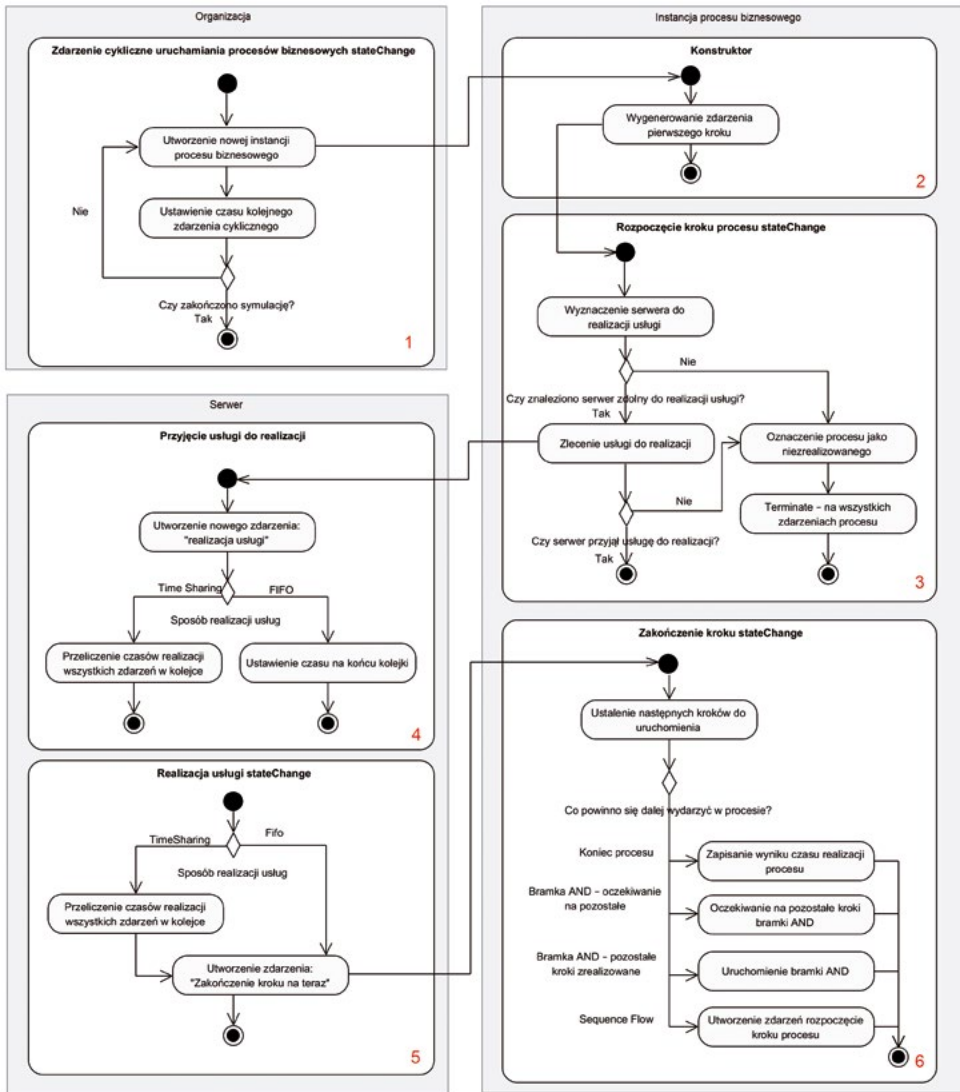 Organizacja
Zdarzenie cykliczne uruchamiania procesów biznesowych stateChange
Utworzenie nowej instancji
procesu biznesowego
Nie
Ustawienie czasu kolejnego
zdarzenia cyklicznego
Czy zakończono symulację?
Tak
1
Instancja procesu biznesowego
Konstruktor
Wygenerowanie zdarzenia
pierwszego kroku
2
Rozpoczęcie kroku procesu stateChange
Wyznaczenie serwera do
realizacji usługi
Nie
Czy znaleziono serwer zdolny do realizacji usługi?
Tak
Zlecenie usługi do realizacji
Oznaczenie procesu jako
niezrealizowanego
Nie
Terminate – na wszystkich
zdarzeniach procesu
Czy serwer przyjął usługę do realizacji?
Tak
3
Serwer
Przyjęcie usługi do realizacji
Utworzenie nowego zdarzenia:
"realizacja usługi"
Time Sharing
FIFO
Sposób realizacji usług
Przeliczenie czasów realizacji
wszystkich zdarzeń w kolejce
Ustawienie czasu na końcu kolejki
4
Realizacja usługi stateChange
TimeSharing
Fifo
Sposób realizacji usług
Przeliczenie czasów realizacji
wszystkich zdarzeń w kolejce
Utworzenie zdarzenia:
"Zakończenie kroku na teraz"
5
Zakończenie kroku stateChange
Ustalenie następnych kroków do
uruchomienia
Co powinno się dalej wydarzyć w procesie?
Koniec procesu
Zapisanie wyniku czasu realizacji
procesu
Bramka AND – oczekiwanie
na pozostałe
Oczekiwanie na pozostałe kroki
bramki AND
Bramka AND – pozostałe
kroki zrealizowane
Uruchomienie bramki AND
Sequence Flow
Utworzenie zdarzeń rozpoczęcie
kroku procesu
6